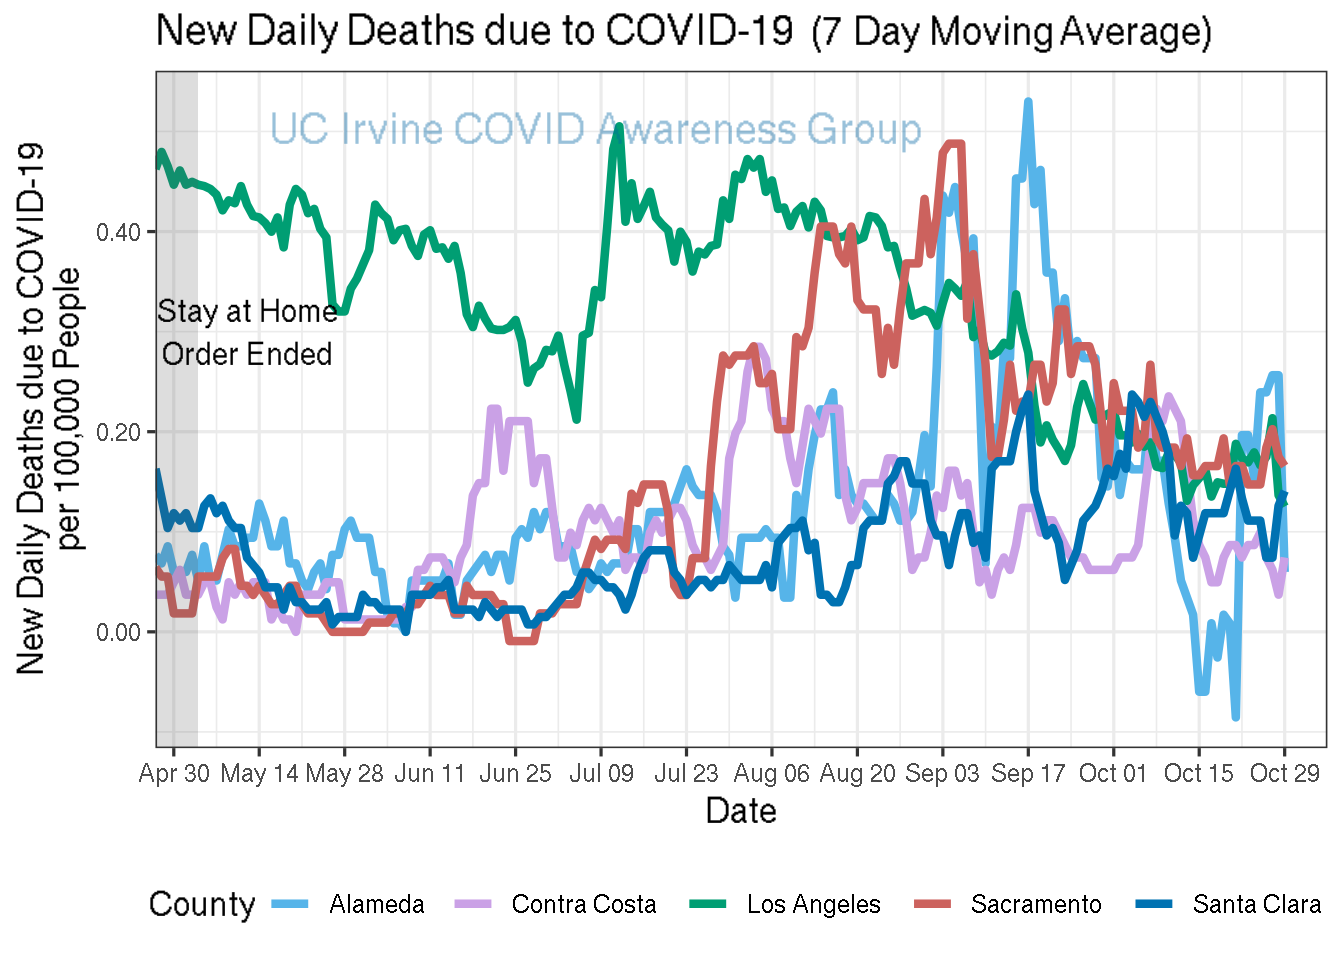 New Daily Deaths due to COVID-19 (7 Day Moving Average)
UC Irvine COVID Awareness Group
New Daily Deaths due to COVID-19
per 100,000 People
0.40
0.20
0.00
Stay at Home
Order Ended
Apr 30 May 14 May 28 Jun 11 Jun 25 Jul 09 Jul 23 Aug 06 Aug 20 Sep 03 Sep 17 Oct 01 Oct 15 Oct 29
Date
County Alameda Contra Costa Los Angeles Sacramento Santa Clara